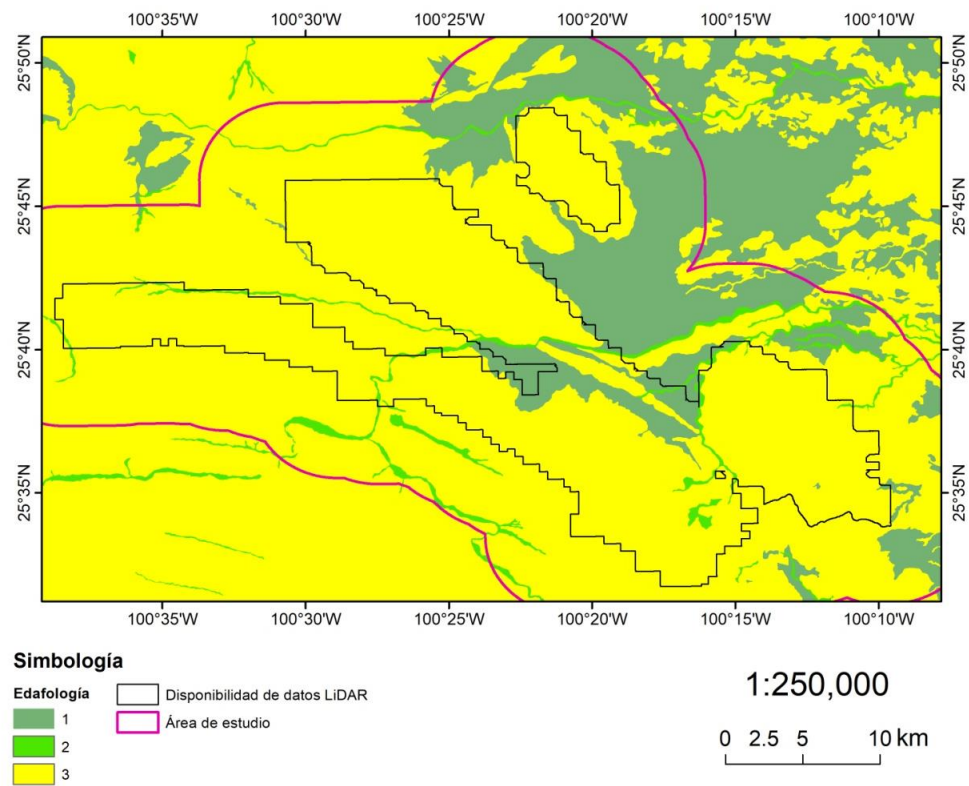 100°35'W 100°30'W 100°25'W 100°20'W 100°15'W 100°10'W
25°50'N 25°50'N
25°45'N 25°45'N
25°40'N 25°40'N
25°35'N 25°35'N
100°35'W 100°30'W 100°25'W 100°20'W 100°15'W 100°10'W
Simbología
Edafología
1
2
3
Disponibilidad de datos LiDAR
Área de estudio
1:250,000
0 2.5 5 10 km